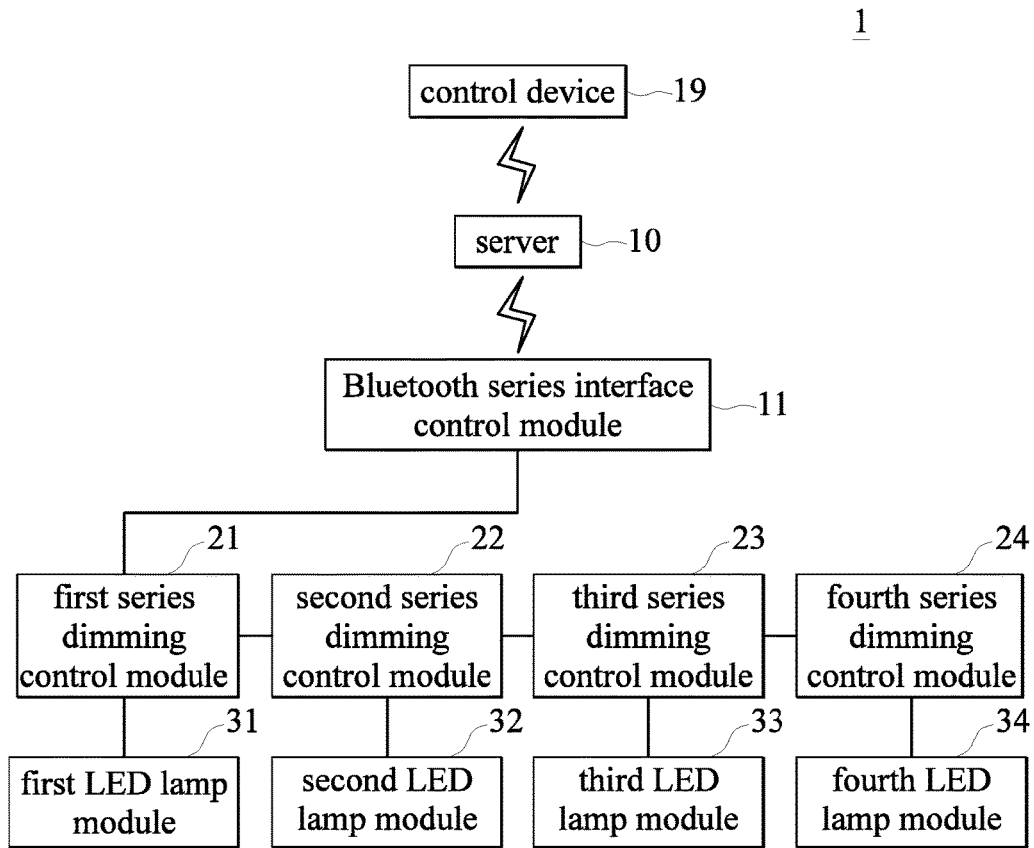 1
control device
19
server
10
Bluetooth series interface
control module
11
21
22
23
24
first series
dimming
control module
second series
dimming
control module
third series
dimming
control module
fourth series
dimming
control module
31
32
33
34
first LED lamp
module
second LED
lamp module
third LED
lamp module
fourth LED
lamp module